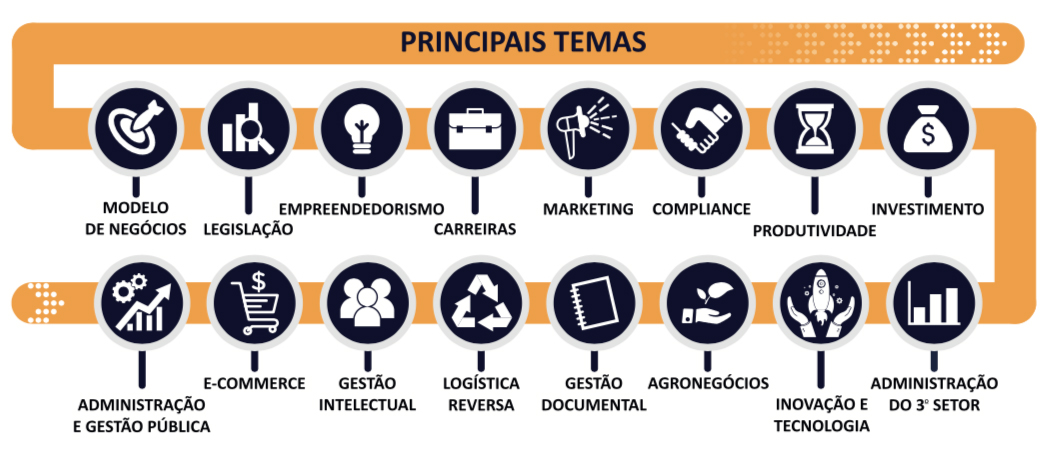 PRINCIPAIS TEMAS
MODELO
DE NEGÓCIOS
LEGISLAÇÃO
EMPREENDEDORISMO
CARREIRAS
MARKETING
COMPLIANCE
PRODUTIVIDADE
$
INVESTIMENTO
ADMINISTRAÇÃO
E GESTÃO PÚBLICA
$
E-COMMERCE
GESTÃO
INTELECTUAL
LOGÍSTICA
REVERSA
GESTÃO
DOCUMENTAL
AGRONEGÓCIOS
INOVAÇÃO E
TECNOLOGIA
ADMINISTRAÇÃO
DO 3º SETOR